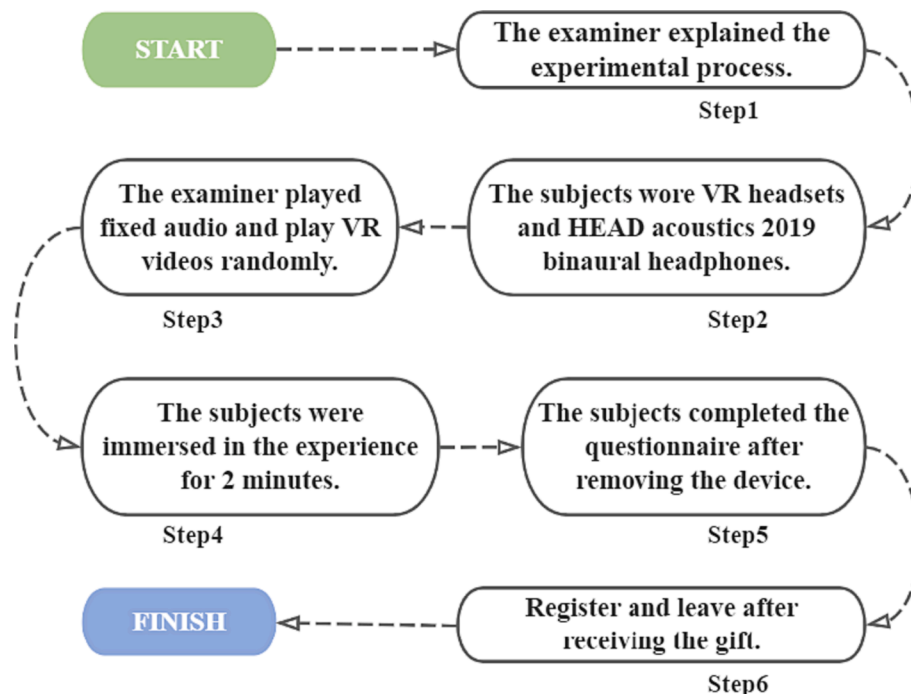 START
The examiner explained the
experimental process.
Step1
The subjects wore VR headsets
and HEAD acoustics 2019
binaural headphones.
Step2
The examiner played
fixed audio and play VR
videos randomly.
Step3
The subjects were
immersed in the experience
for 2 minutes.
Step4
The subjects completed the
questionnaire after
removing the device.
Step5
Register and leave after
receiving the gift.
Step6
FINISH